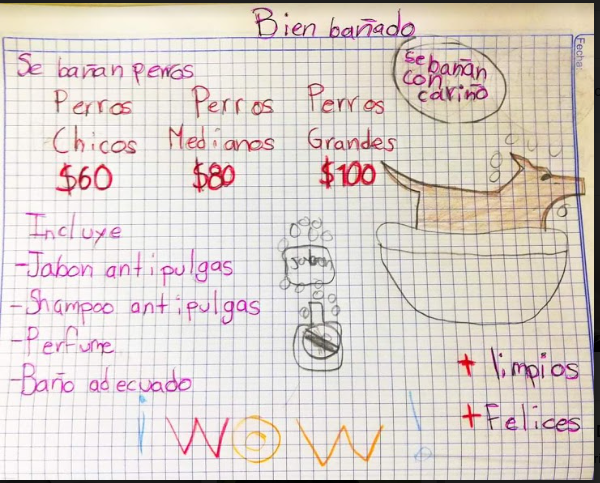 Bien bañado
Se bañan perros
se bañan
con
cariño
Perros Perros Perros
Chicos Medianos Grandes
$60 $80 $100
Incluye
-Jabon antipulgas
-Shampoo antipulgas
-Perfume
-Baño adecuado
Jabon
+ limpios
+ Felices
¡WOW!
Fecha: